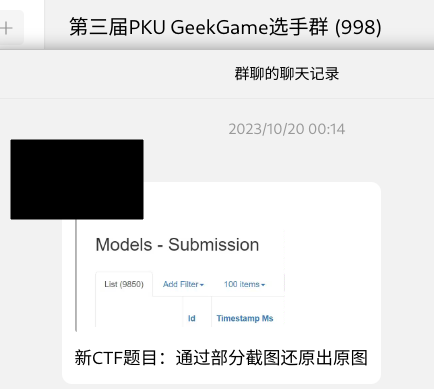 第三届PKU GeekGame选手群 (998)
群聊的聊天记录
2023/10/20 00:14
Models - Submission
List (9850) Add Filter 100 items
Id Timestamp Ms
新CTF题目：通过部分截图还原出原图